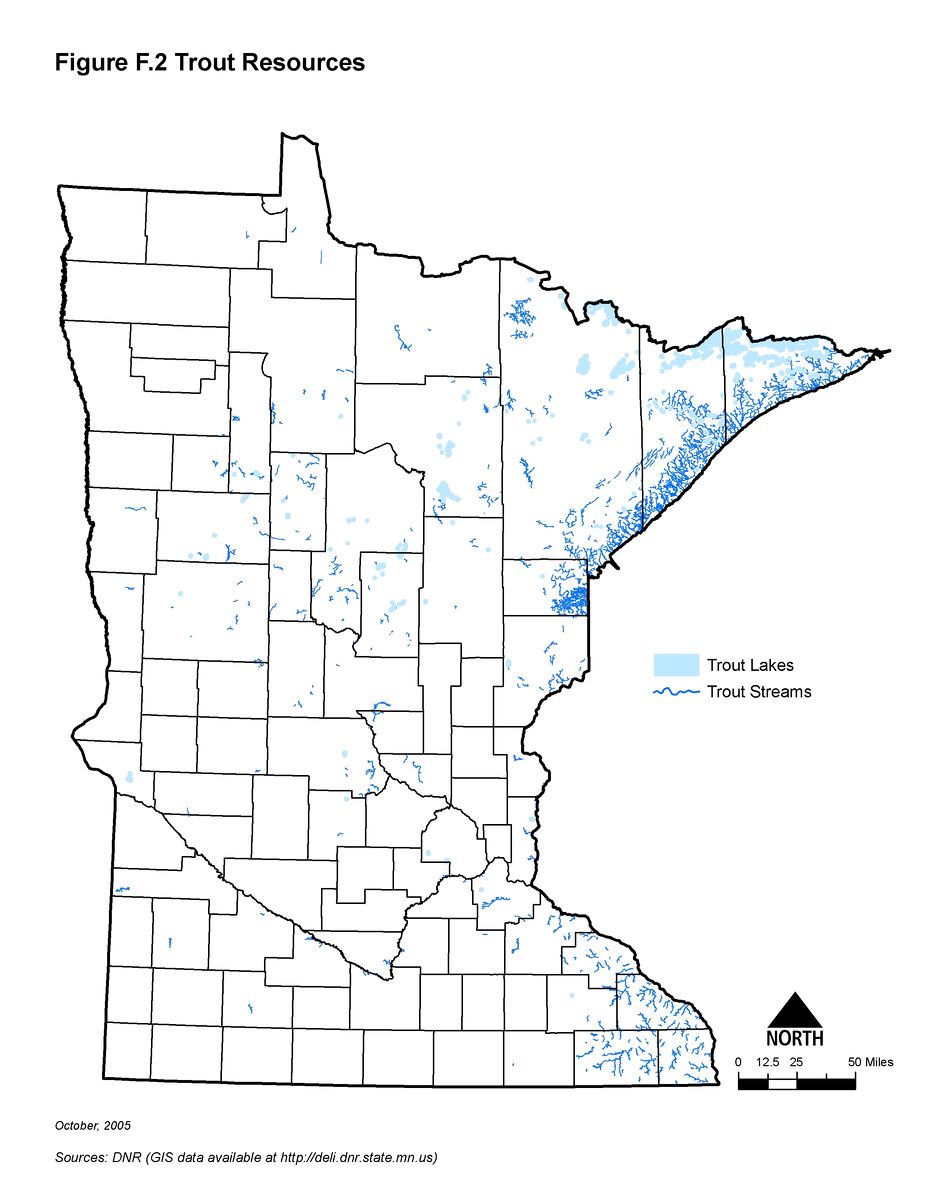 Figure F.2 Trout Resources
Trout Lakes
Trout Streams
NORTH
0 12.5 25 50 Miles
October, 2005
Sources: DNR (GIS data available at http://deli.dnr.state.mn.us)